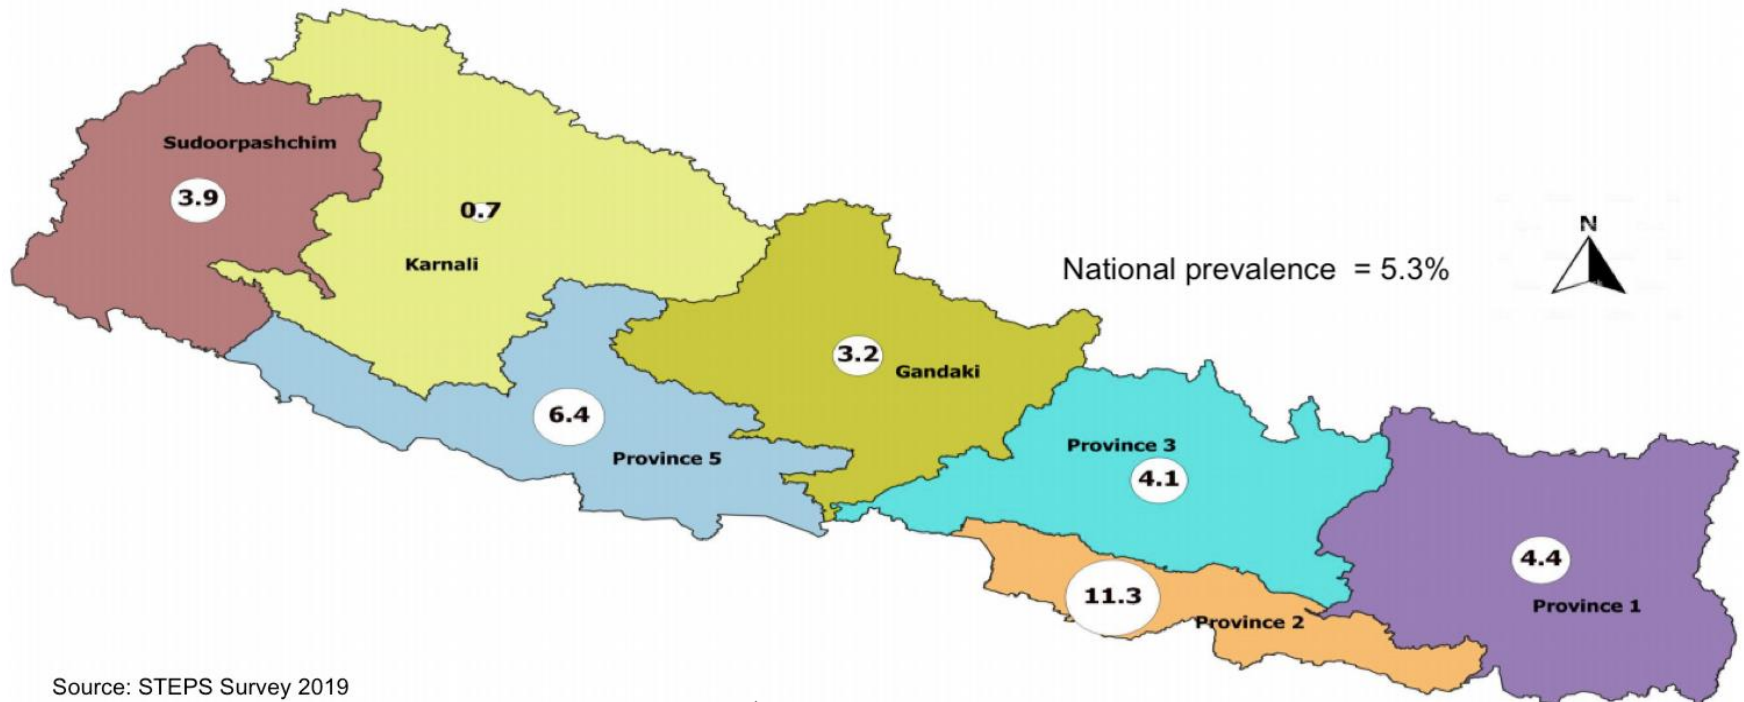 Sudoorpashchim
3.9
0.7
Karnali
N
National prevalence = 5.3%
3.2
Gandaki
6.4
Province 5
Province 3
4.1
4.4
Province 1
11.3
Province 2
Source: STEPS Survey 2019